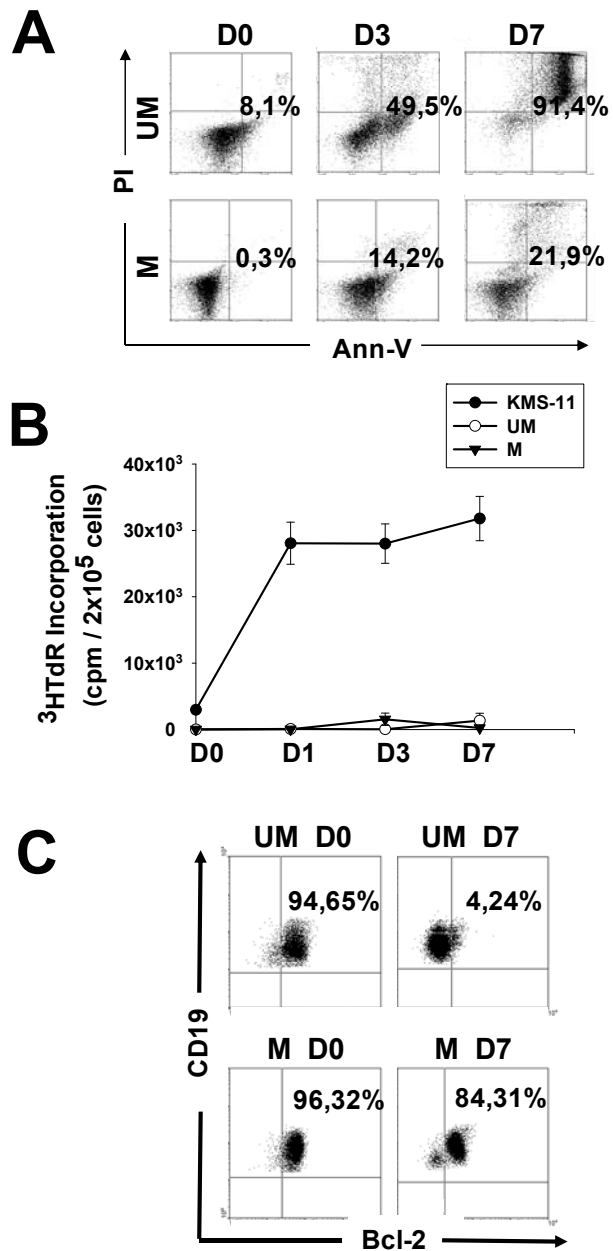 A
D0 D3 D7
UM
8,1% 49,5% 91,4%
PI
M
0,3% 14,2% 21,9%
Ann-V
B
KMS-11
UM
M
³HTdR Incorporation
(cpm / 2x10⁵ cells)
40x10³
30x10³
20x10³
10x10³
0
D0 D1 D3 D7
C
UM D0 UM D7
94,65% 4,24%
CD19
M D0 M D7
96,32% 84,31%
Bcl-2